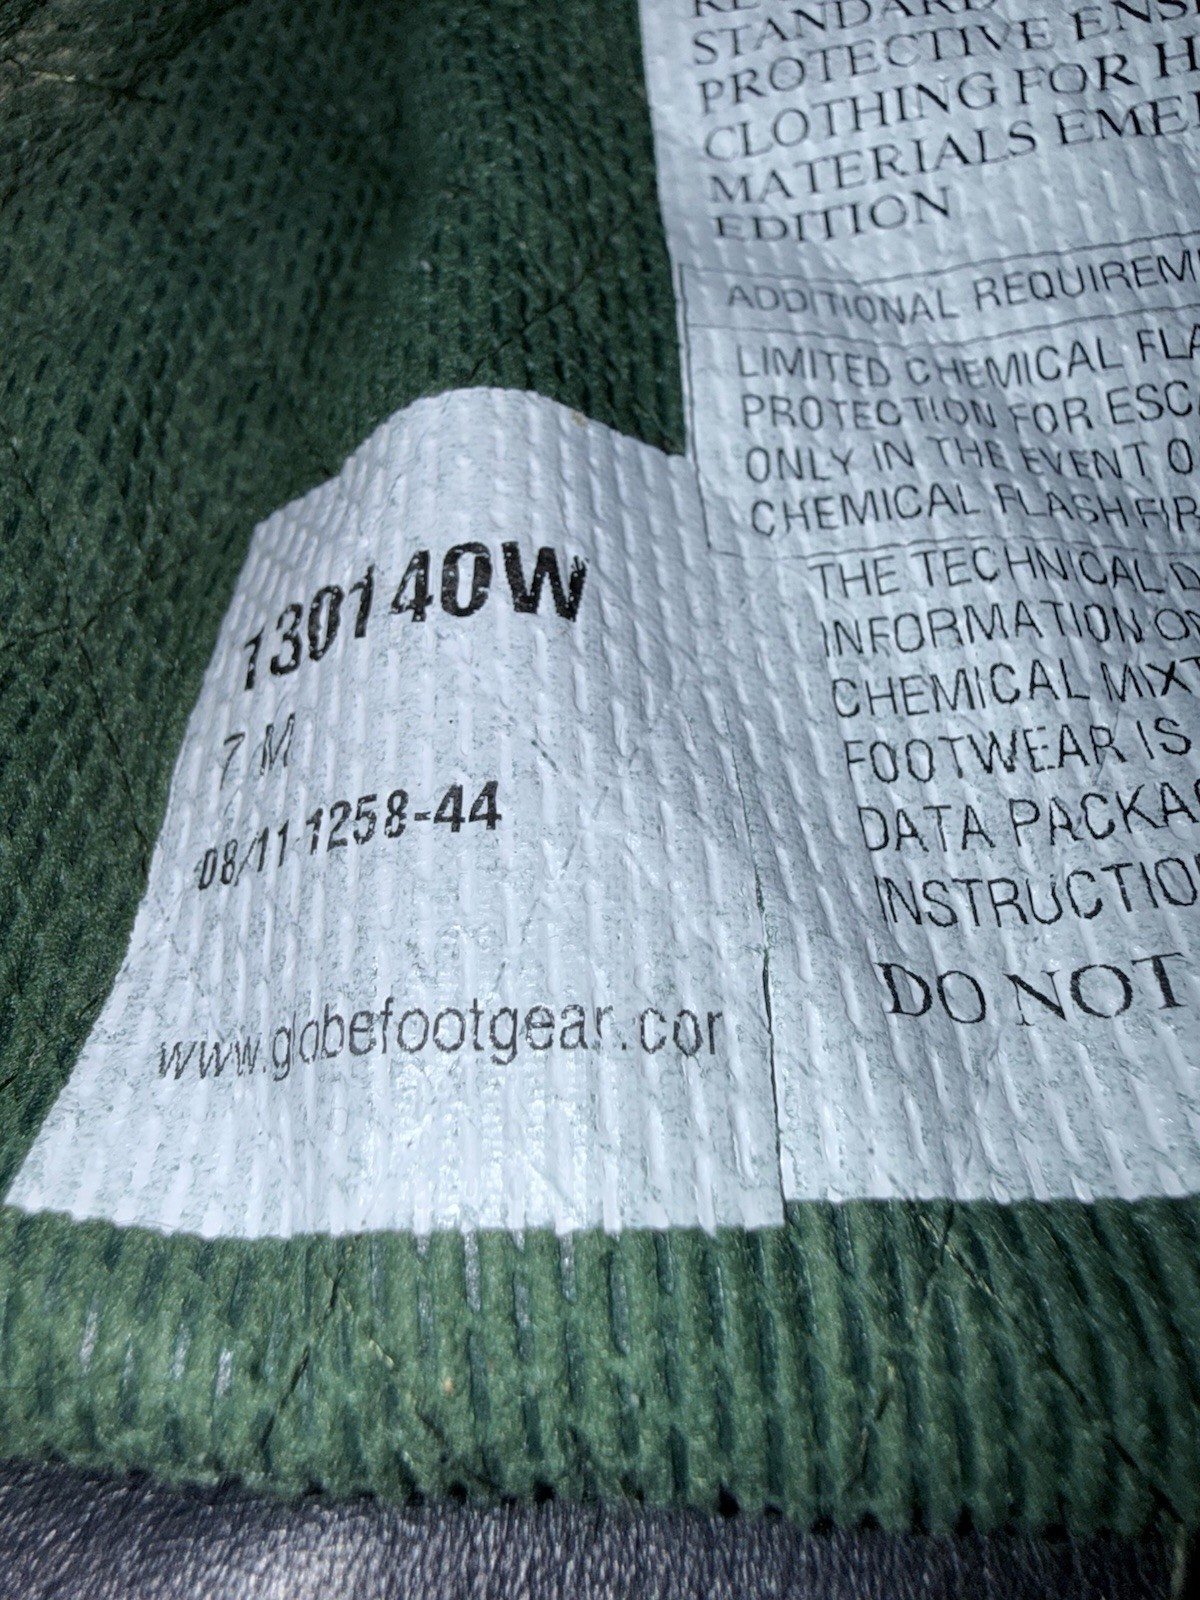 STANDARD
PROTECTIVE ENS
CLOTHING FOR H
MATERIALS EME
EDITION
ADDITIONAL REQUIREM
LIMITED CHEMICAL FLA
PROTECTION FOR ESC
ONLY IN THE EVENT O
CHEMICAL FLASH FIR
THE TECHNICAL D
INFORMATION O
CHEMICAL MIXT
FOOTWEAR IS
DATA PACKA
INSTRUCTIO
DO NOT
130140W
7 M
08/11 1258-44
www.globefootgear.cor